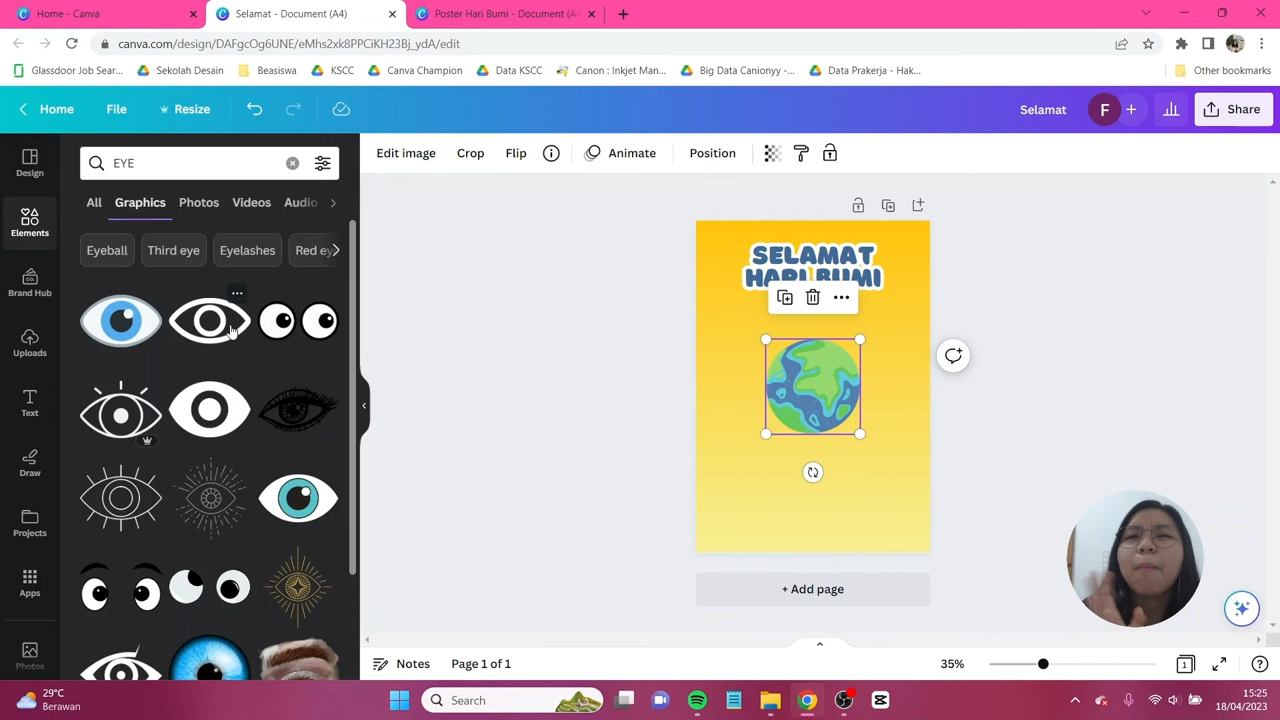 Home - Canva
Selamat - Document (A4)
Poster Hari Bumi - Document (A4
canva.com/design/DAFgcOg6UNE/eMhs2xk8PPCiKH23Bj_ydA/edit
Glassdoor Job Sear...
Sekolah Desain
Beasiswa
KSCC
Canva Champion
Data KSCC
Canon : Inkjet Man...
Big Data Canionyy -...
Data Prakerja - Hak...
Other bookmarks
Home
File
Resize
Selamat
F
Share
Design
Elements
Brand Hub
Uploads
Text
Draw
Projects
Apps
Photos
EYE
All
Graphics
Photos
Videos
Audio
Eyeball
Third eye
Eyelashes
Red ey
Edit image
Crop
Flip
Animate
Position
SELAMAT
HARI BUMI
+ Add page
Notes
Page 1 of 1
35%
1
29°C
Berawan
Search
15:25
18/04/2023